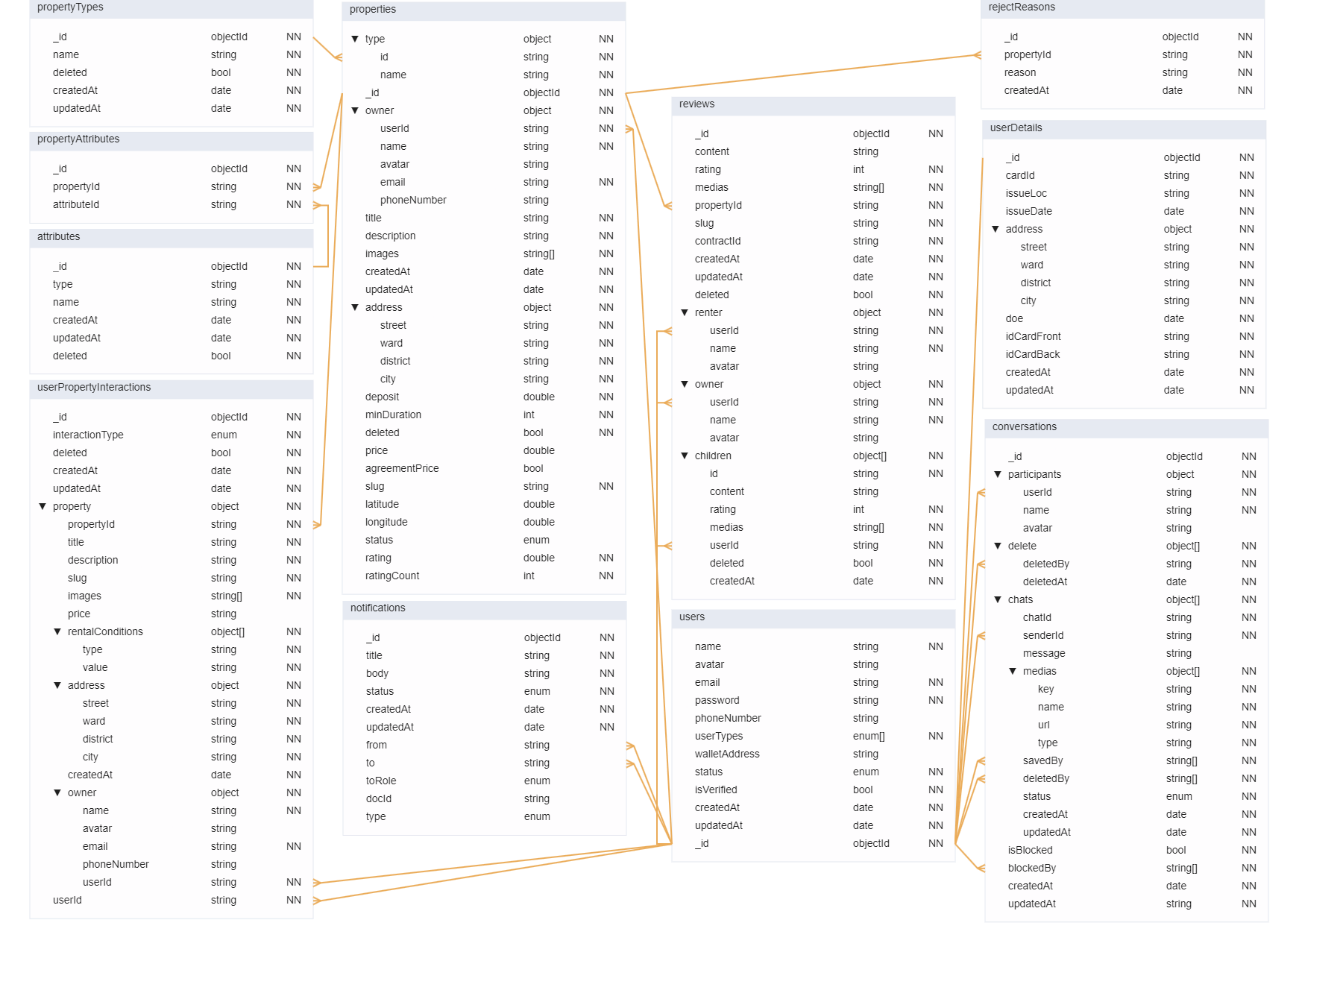 propertyTypes
_id objectId NN
name string NN
deleted bool NN
createdAt date NN
updatedAt date NN
propertyAttributes
_id objectId NN
propertyId string NN
attributeId string NN
attributes
_id objectId NN
type string NN
name string NN
createdAt date NN
updatedAt date NN
deleted bool NN
userPropertyInteractions
_id objectId NN
interactionType enum NN
deleted bool NN
createdAt date NN
updatedAt date NN
▼ property object NN
propertyId string NN
title string NN
description string NN
slug string NN
images string[] NN
price string
▼ rentalConditions object[] NN
type string NN
value string NN
▼ address object NN
street string NN
ward string NN
district string NN
city string NN
createdAt date NN
▼ owner object NN
name string NN
avatar string
email string NN
phoneNumber string
userId string NN
userId string NN
properties
▼ type object NN
id string NN
name string NN
_id objectId NN
▼ owner object NN
userId string NN
name string NN
avatar string
email string NN
phoneNumber string
title string NN
description string NN
images string[] NN
createdAt date NN
updatedAt date NN
▼ address object NN
street string NN
ward string NN
district string NN
city string NN
deposit double NN
minDuration int NN
deleted bool NN
price double
agreementPrice bool
slug string NN
latitude double
longitude double
status enum
rating double NN
ratingCount int NN
notifications
_id objectId NN
title string NN
body string NN
status enum NN
createdAt date NN
updatedAt date NN
from string
to string
toRole enum
docId string
type enum
reviews
_id objectId NN
content string
rating int NN
medias string[] NN
propertyId string NN
slug string NN
contractId string NN
createdAt date NN
updatedAt date NN
deleted bool NN
▼ renter object NN
userId string NN
name string NN
avatar string
▼ owner object NN
userId string NN
name string NN
avatar string
▼ children object[] NN
id string NN
content string
rating int NN
medias string[] NN
userId string NN
deleted bool NN
createdAt date NN
users
name string NN
avatar string
email string NN
password string NN
phoneNumber string
userTypes enum[] NN
walletAddress string
status enum NN
isVerified bool NN
createdAt date NN
updatedAt date NN
_id objectId NN
rejectReasons
_id objectId NN
propertyId string NN
reason string NN
createdAt date NN
userDetails
_id objectId NN
cardId string NN
issueLoc string NN
issueDate date NN
▼ address object NN
street string NN
ward string NN
district string NN
city string NN
doe date NN
idCardFront string NN
idCardBack string NN
createdAt date NN
updatedAt date NN
conversations
_id objectId NN
▼ participants object NN
userId string NN
name string NN
avatar string
▼ delete object[] NN
deletedBy string NN
deletedAt date NN
▼ chats object[] NN
chatId string NN
senderId string NN
message string
▼ medias object[] NN
key string NN
name string NN
url string NN
type string NN
savedBy string[] NN
deletedBy string[] NN
status enum NN
createdAt date NN
updatedAt date NN
isBlocked bool NN
blockedBy string[] NN
createdAt date NN
updatedAt string NN